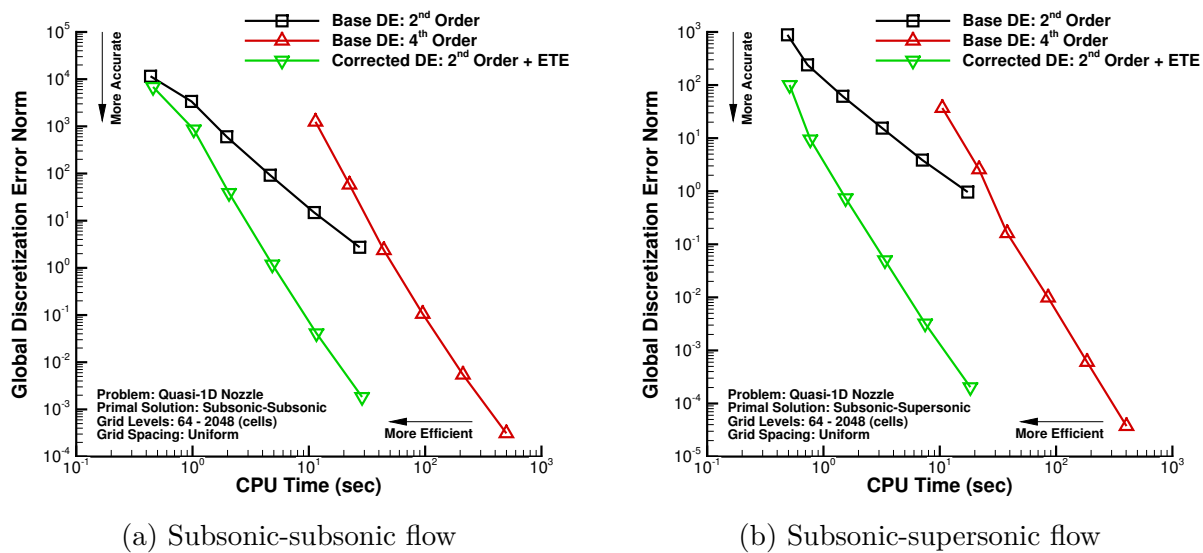 Base DE: 2nd Order
Base DE: 4th Order
Corrected DE: 2nd Order + ETE
Global Discretization Error Norm
10^5
10^4
10^3
10^2
10^1
10^0
10^-1
10^-2
10^-3
10^-4
More Accurate
Problem: Quasi-1D Nozzle
Primal Solution: Subsonic-Subsonic
Grid Levels: 64 - 2048 (cells)
Grid Spacing: Uniform
More Efficient
10^-1 10^0 10^1 10^2 10^3
CPU Time (sec)
(a) Subsonic-subsonic flow
Base DE: 2nd Order
Base DE: 4th Order
Corrected DE: 2nd Order + ETE
Global Discretization Error Norm
10^3
10^2
10^1
10^0
10^-1
10^-2
10^-3
10^-4
10^-5
More Accurate
Problem: Quasi-1D Nozzle
Primal Solution: Subsonic-Supersonic
Grid Levels: 64 - 2048 (cells)
Grid Spacing: Uniform
More Efficient
10^-1 10^0 10^1 10^2 10^3
CPU Time (sec)
(b) Subsonic-supersonic flow